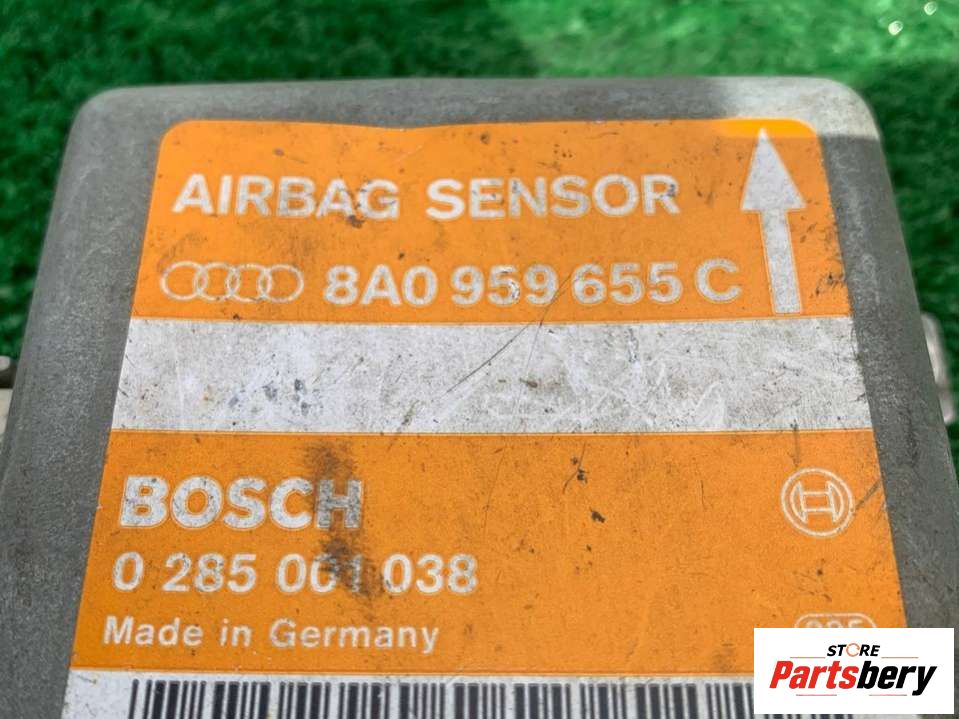 AIRBAG SENSOR
8A0 959 655 C
BOSCH
0 285 001 038
Made in Germany
STORE
Partsbery